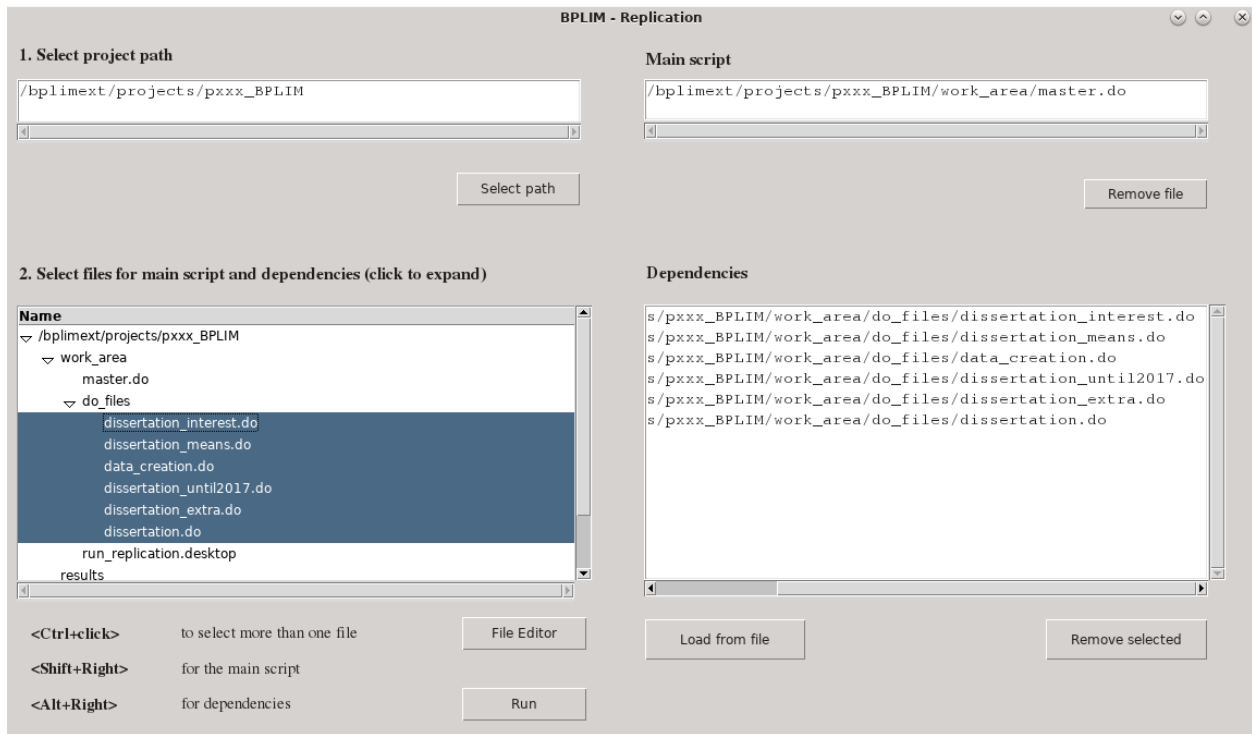 BPLIM - Replication
1. Select project path
/bplimext/projects/pxxx_BPLIM
Select path
Main script
/bplimext/projects/pxxx_BPLIM/work_area/master.do
Remove file
2. Select files for main script and dependencies (click to expand)
Name
/bplimext/projects/pxxx_BPLIM
work_area
master.do
do_files
dissertation_interest.do
dissertation_means.do
data_creation.do
dissertation_until2017.do
dissertation_extra.do
dissertation.do
run_replication.desktop
results
<Ctrl+click> to select more than one file
<Shift+Right> for the main script
<Alt+Right> for dependencies
File Editor
Run
Dependencies
s/pxxx_BPLIM/work_area/do_files/dissertation_interest.do
s/pxxx_BPLIM/work_area/do_files/dissertation_means.do
s/pxxx_BPLIM/work_area/do_files/data_creation.do
s/pxxx_BPLIM/work_area/do_files/dissertation_until2017.do
s/pxxx_BPLIM/work_area/do_files/dissertation_extra.do
s/pxxx_BPLIM/work_area/do_files/dissertation.do
Load from file
Remove selected